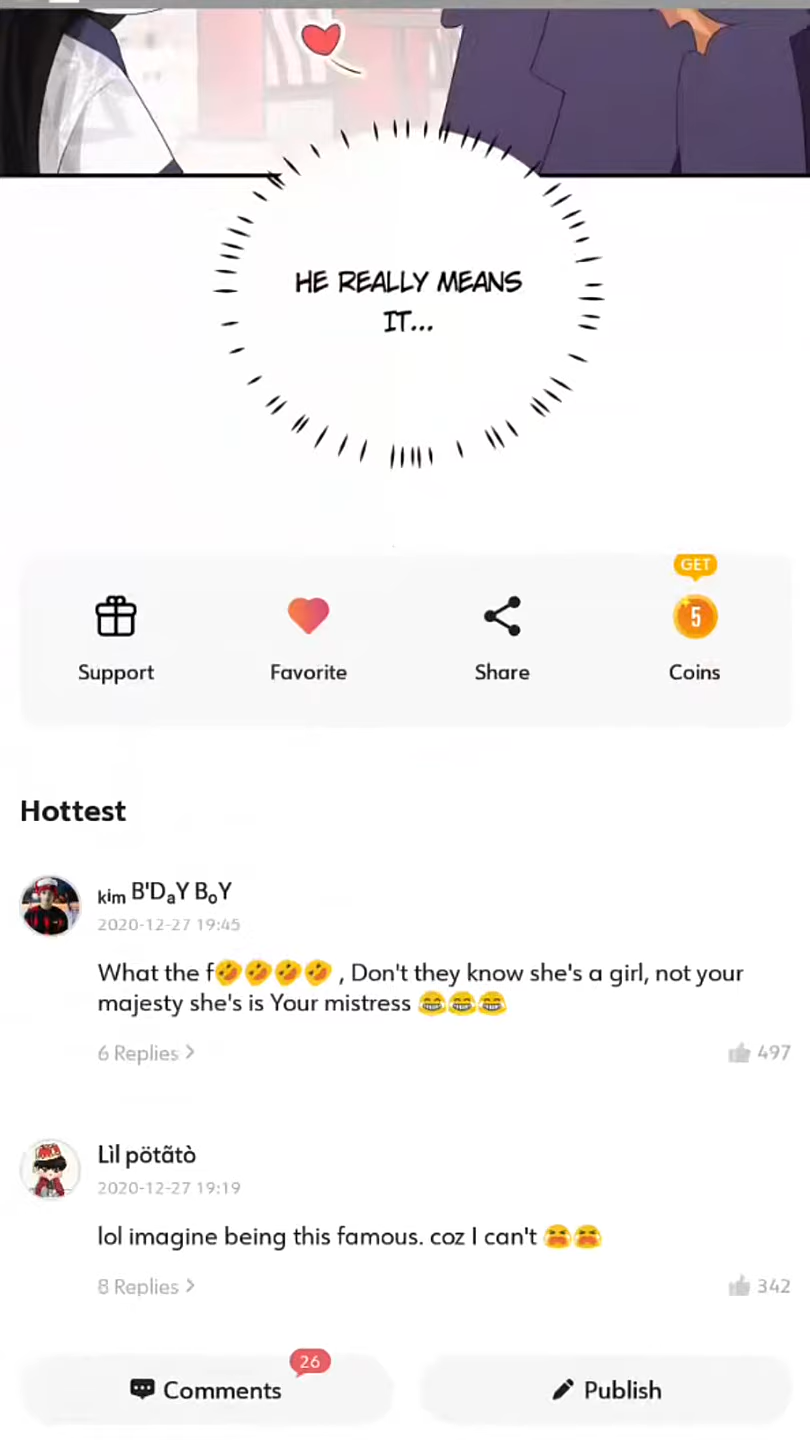 HE REALLY MEANS
IT...
GET
5
Support
Favorite
Share
Coins
Hottest
kim B'DaY BoY
2020-12-27 19:45
What the f🤣🤣🤣🤣 , Don't they know she's a girl, not your
majesty she's is Your mistress 😂😂😂
6 Replies >
497
Lìl pötãtò
2020-12-27 19:19
lol imagine being this famous. coz I can't 😫😫
8 Replies >
342
26
Comments
Publish